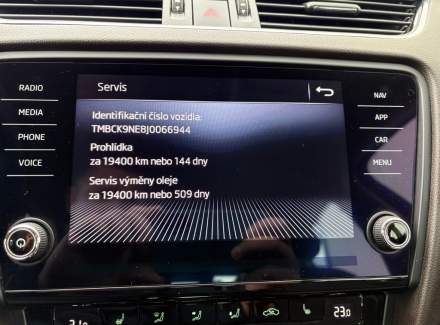 RADIO
MEDIA
PHONE
VOICE
Servis
Identifikační číslo vozidla:
TMBCK9NE8J0066944
Prohlídka
za 19400 km nebo 144 dny
Servis výměny oleje
za 19400 km nebo 509 dny
NAV
APP
CAR
MENU
23.0